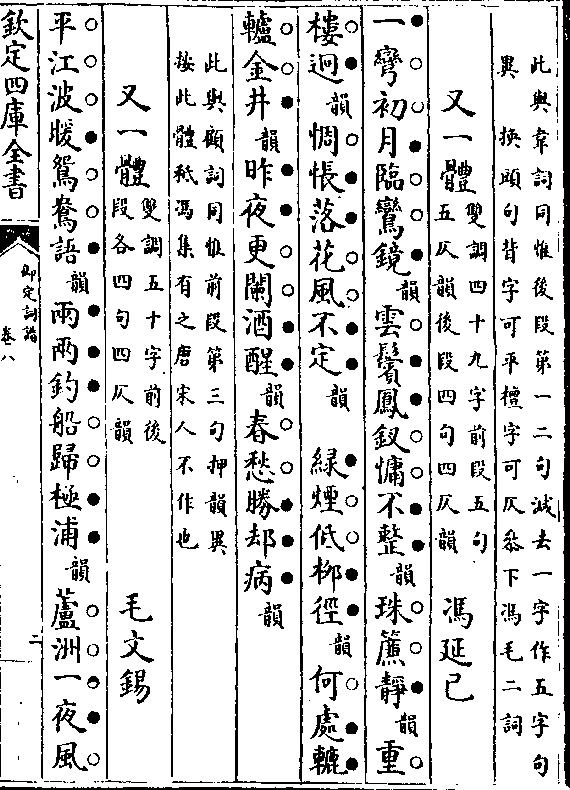 此與韋詞同惟後段第一二句減去一字作五字句
異　換頭句背字可平檀字可仄叅下馮毛二詞
又一體雙調四十九字前段五句
五仄韻後段四句四仄韻　馮延巳
一彎初月臨鸞鏡韻雲鬢鳳釵慵不整韻珠簾靜韻重
樓迥韻惆悵落花風不定韻　綠煙低柳徑韻何處轆
轤金井韻昨夜更闌酒醒韻春愁勝却病韻
此與顧詞同惟前段第三句押韻異
按此體秖馮集有之唐宋人不作也
又一體雙調五十字前後
段各四句四仄韻　毛文錫
平江波暖鴛鴦語韻兩兩釣船歸極浦韻蘆洲一夜風
欽定四庫全書
御定詞譜
卷八
二